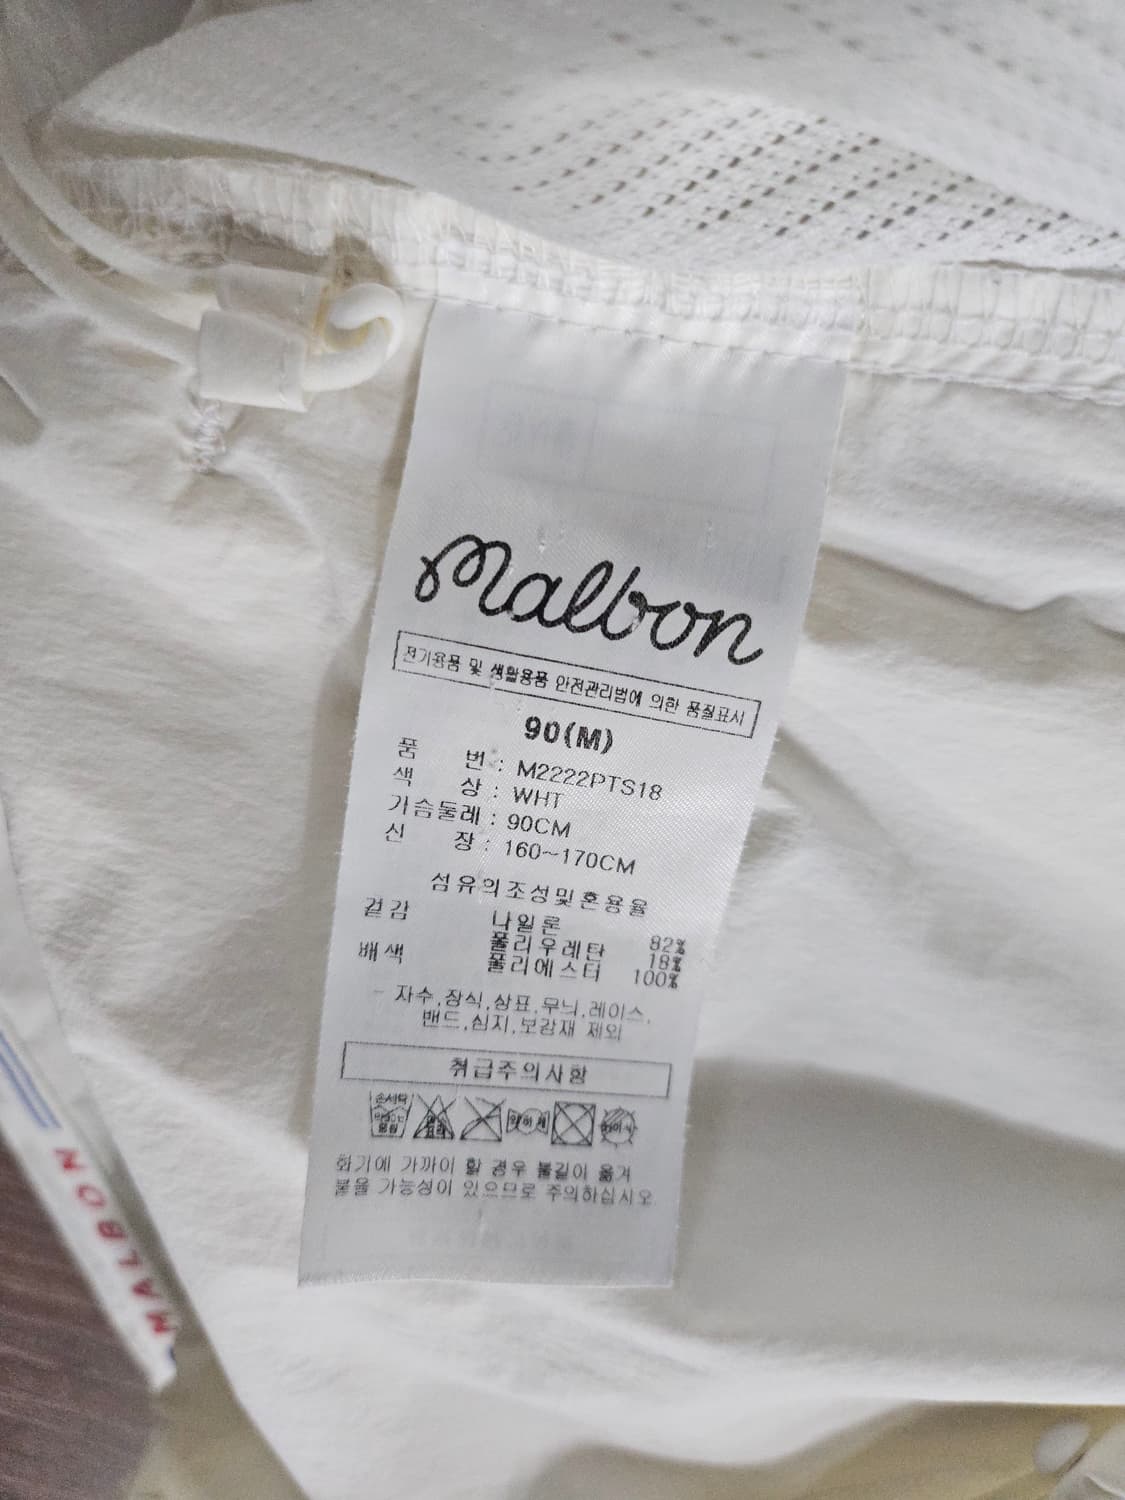 malbon
전기용품 및 생활용품 안전관리법에 의한 품질표시
90(M)
품 번 : M2222PTS18
색 상 : WHT
가슴둘레 : 90CM
신 장 : 160~170CM
섬유의조성및혼용율
겉감 나일론 82%
폴리우레탄 18%
배색 폴리에스터 100%
- 자수,장식,상표,무늬,레이스,
밴드,심지,보강재 제외
취급주의사항
손세탁
중성
화기에 가까이 할 경우 불길이 옮겨
붙을 가능성이 있으므로 주의하십시오
MALBON